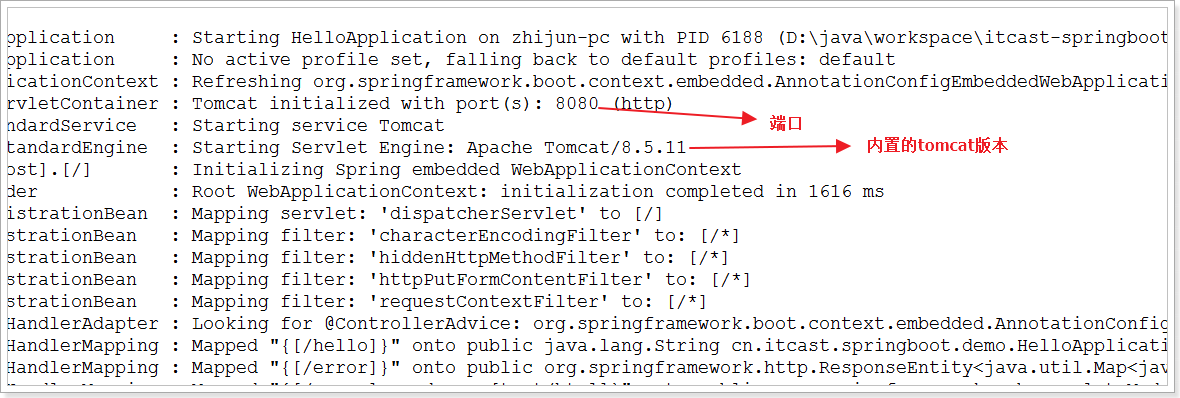 pplication : Starting HelloApplication on zhijun-pc with PID 6188 (D:\java\workspace\itcast-springboot
pplication : No active profile set, falling back to default profiles: default
icationContext : Refreshing org.springframework.boot.context.embedded.AnnotationConfigEmbeddedWebApplicati
rvletContainer : Tomcat initialized with port(s): 8080 (http)
端口
ndardService : Starting service Tomcat
tandardEngine : Starting Servlet Engine: Apache Tomcat/8.5.11
内置的tomcat版本
ost].[/] : Initializing Spring embedded WebApplicationContext
der : Root WebApplicationContext: initialization completed in 1616 ms
istrationBean : Mapping servlet: 'dispatcherServlet' to [/]
strationBean : Mapping filter: 'characterEncodingFilter' to: [/*]
strationBean : Mapping filter: 'hiddenHttpMethodFilter' to: [/*]
strationBean : Mapping filter: 'httpPutFormContentFilter' to: [/*]
strationBean : Mapping filter: 'requestContextFilter' to: [/*]
HandlerAdapter : Looking for @ControllerAdvice: org.springframework.boot.context.embedded.AnnotationConfig
HandlerMapping : Mapped "{[/hello]}" onto public java.lang.String cn.itcast.springboot.demo.HelloApplicati
HandlerMapping : Mapped "{[/error]}" onto public org.springframework.http.ResponseEntity<java.util.Map<jav